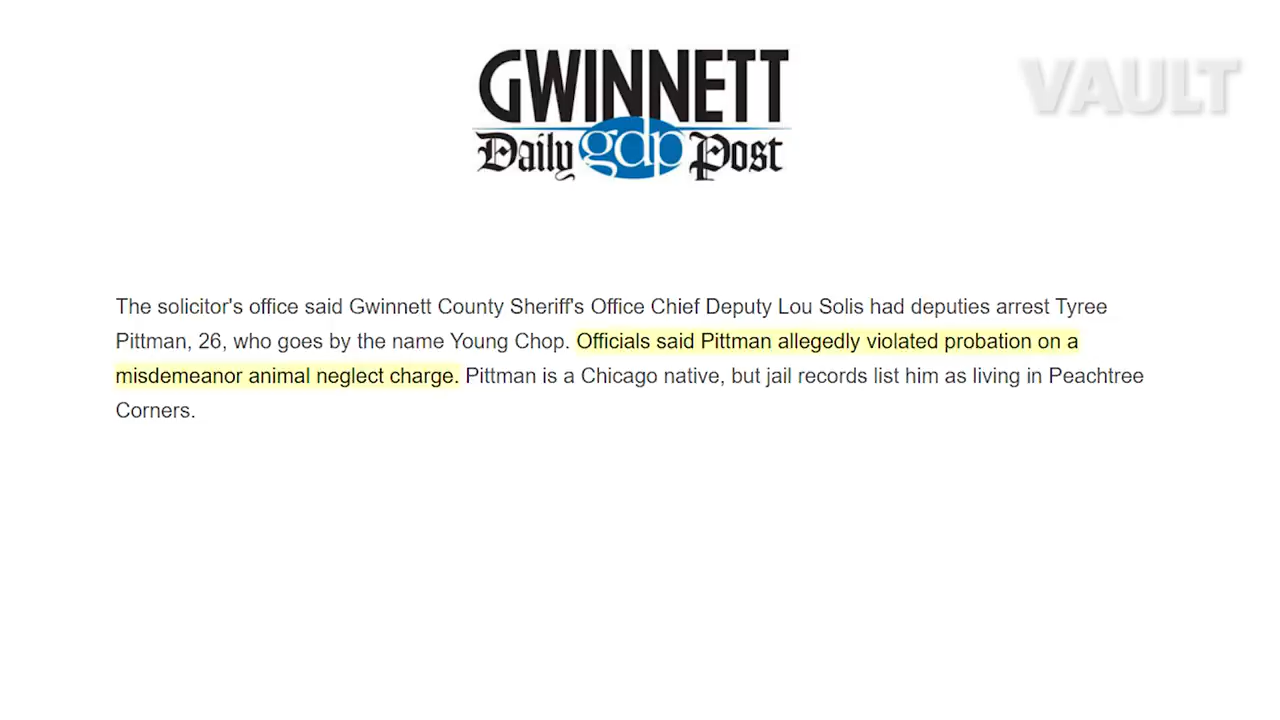 GWINNETT
VAULT
Daily gdp Post
The solicitor's office said Gwinnett County Sheriff's Office Chief Deputy Lou Solis had deputies arrest Tyree
Pittman, 26, who goes by the name Young Chop. Officials said Pittman allegedly violated probation on a
misdemeanor animal neglect charge. Pittman is a Chicago native, but jail records list him as living in Peachtree
Corners.